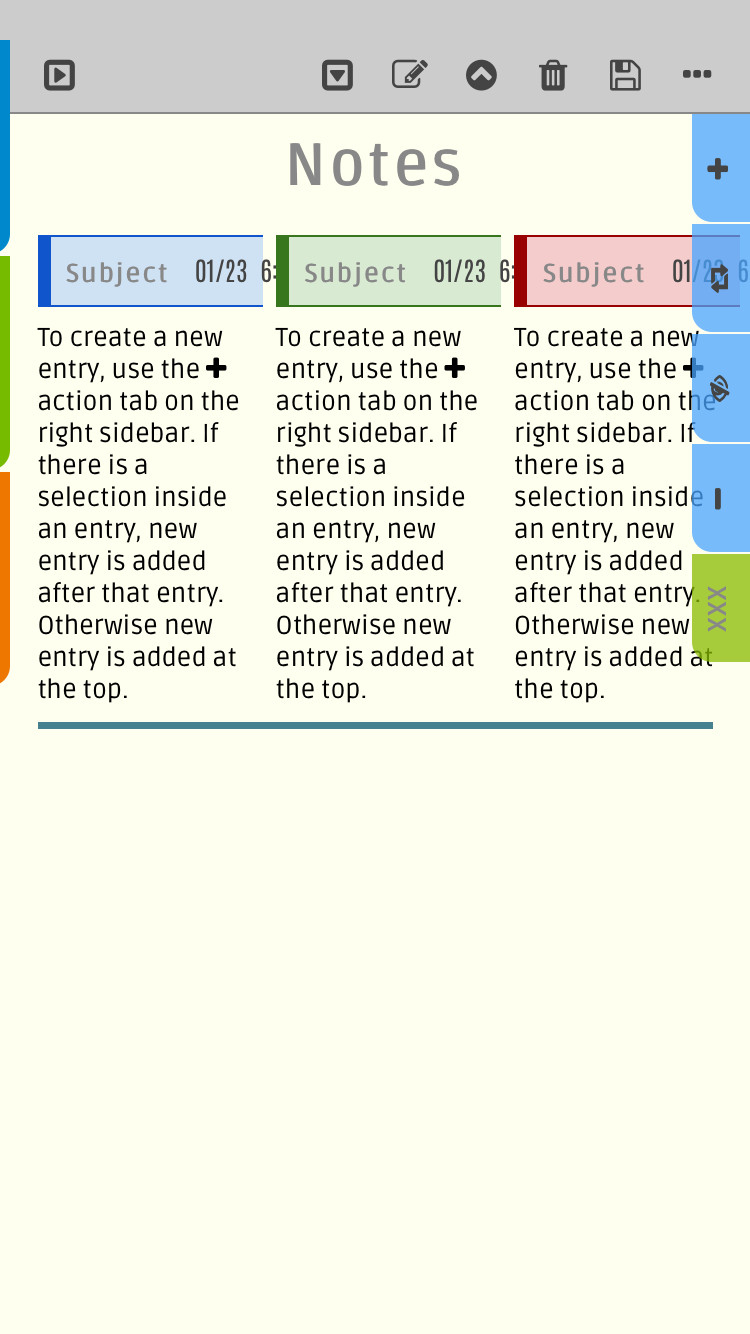 Notes
Subject 01/23 6:
To create a new
entry, use the ✚
action tab on the
right sidebar. If
there is a
selection inside
an entry, new
entry is added
after that entry.
Otherwise new
entry is added at
the top.
Subject 01/23 6:
To create a new
entry, use the ✚
action tab on the
right sidebar. If
there is a
selection inside
an entry, new
entry is added
after that entry.
Otherwise new
entry is added at
the top.
Subject 01/23 6
To create a new
entry, use the ✚
action tab on the
right sidebar. If
there is a
selection inside
an entry, new
entry is added
after that entry.
Otherwise new
entry is added at
the top.
XXX